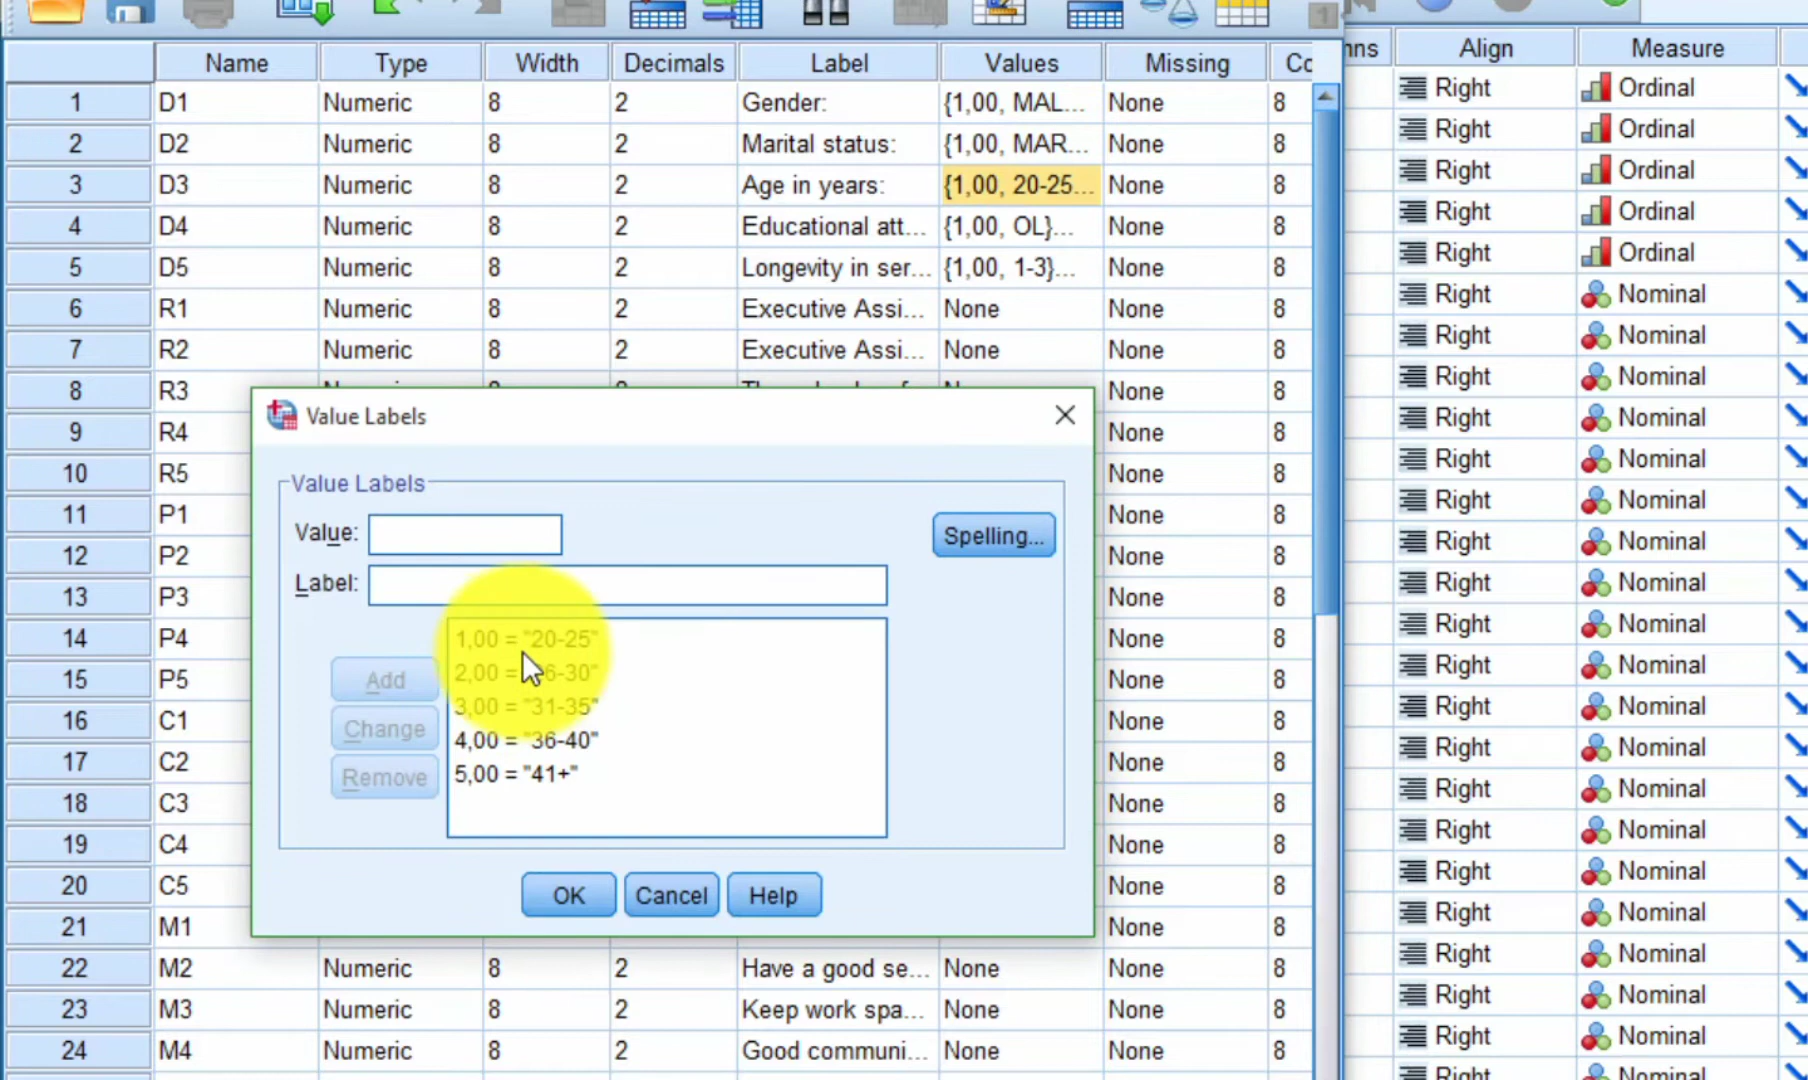 Name Type Width Decimals Label Values Missing Co nns Align Measure
1 D1 Numeric 8 2 Gender: {1,00, MAL... None 8 Right Ordinal
2 D2 Numeric 8 2 Marital status: {1,00, MAR... None 8 Right Ordinal
3 D3 Numeric 8 2 Age in years: {1,00, 20-25... None 8 Right Ordinal
4 D4 Numeric 8 2 Educational att... {1,00, OL}... None 8 Right Ordinal
5 D5 Numeric 8 2 Longevity in ser... {1,00, 1-3}... None 8 Right Ordinal
6 R1 Numeric 8 2 Executive Assi... None None 8 Right Nominal
7 R2 Numeric 8 2 Executive Assi... None None 8 Right Nominal
8 R3 None 8 Right Nominal
9 R4 None 8 Right Nominal
10 R5 None 8 Right Nominal
11 P1 None 8 Right Nominal
12 P2 None 8 Right Nominal
13 P3 None 8 Right Nominal
14 P4 None 8 Right Nominal
15 P5 None 8 Right Nominal
16 C1 None 8 Right Nominal
17 C2 None 8 Right Nominal
18 C3 None 8 Right Nominal
19 C4 None 8 Right Nominal
20 C5 None 8 Right Nominal
21 M1 None 8 Right Nominal
22 M2 Numeric 8 2 Have a good se... None None 8 Right Nominal
23 M3 Numeric 8 2 Keep work spa... None None 8 Right Nominal
24 M4 Numeric 8 2 Good communi... None None 8 Right Nominal
Right Nominal
Value Labels
Value Labels
Value:
Spelling...
Label:
1,00 = "20-25"
2,00 = 6-30"
3,00 = "31-35"
4,00 = "36-40"
5,00 = "41+"
Add
Change
Remove
OK Cancel Help